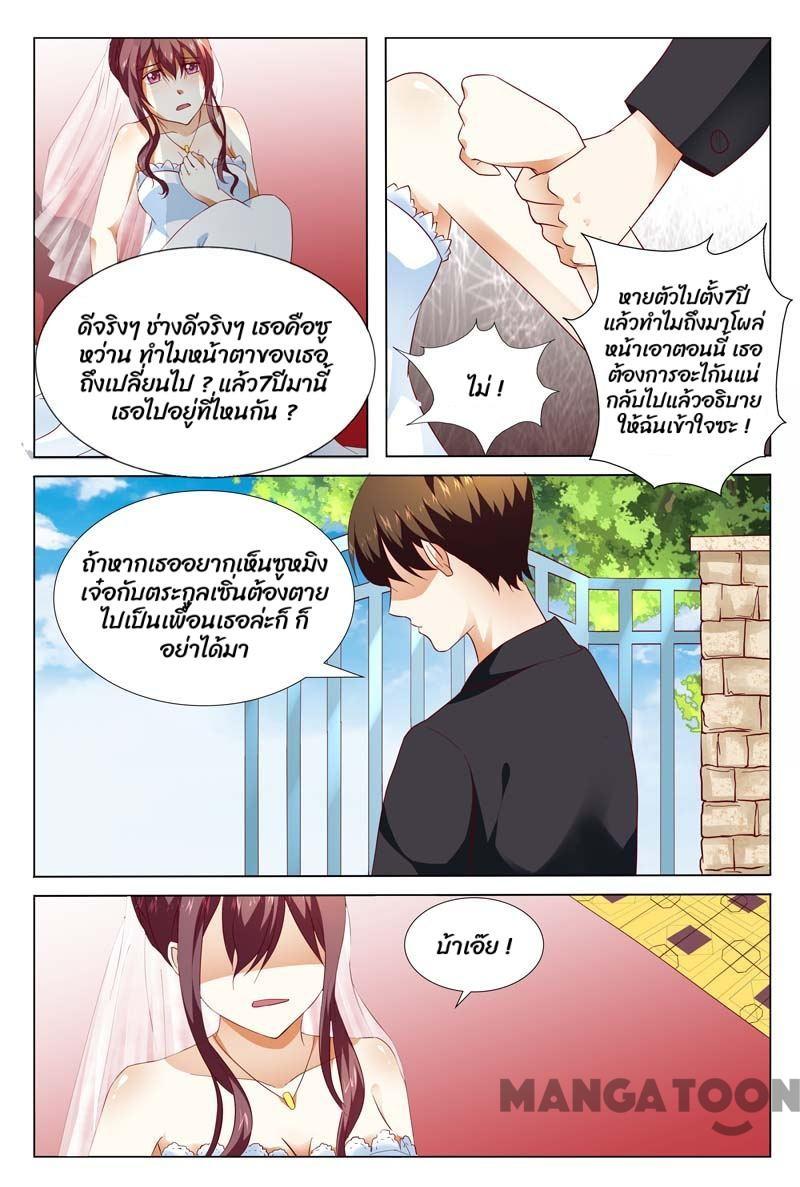 ดีจริงๆ ช่างดีจริงๆ เธอคือซู
หว่าน ทำไมหน้าตาของเธอ
ถึงเปลี่ยนไป ? แล้ว7ปีมานี้
เธอไปอยู่ที่ไหนกัน ?
ไม่ !
หายตัวไปตั้ง7ปี
แล้วทำไมถึงมาโผล่
หน้าเอาตอนนี้ เธอ
ต้องการอะไกันแน่
กลับไปแล้วอธิบาย
ให้ฉันเข้าใจซะ !
ถ้าหากเธออยากเห็นซูหมิง
เจ๋อกับตระกูลเซิ่นต้องตาย
ไปเป็นเพื่อนเธอล่ะก็ ก็
อย่าได้มา
บ้าเอ๊ย !
MANGATOON